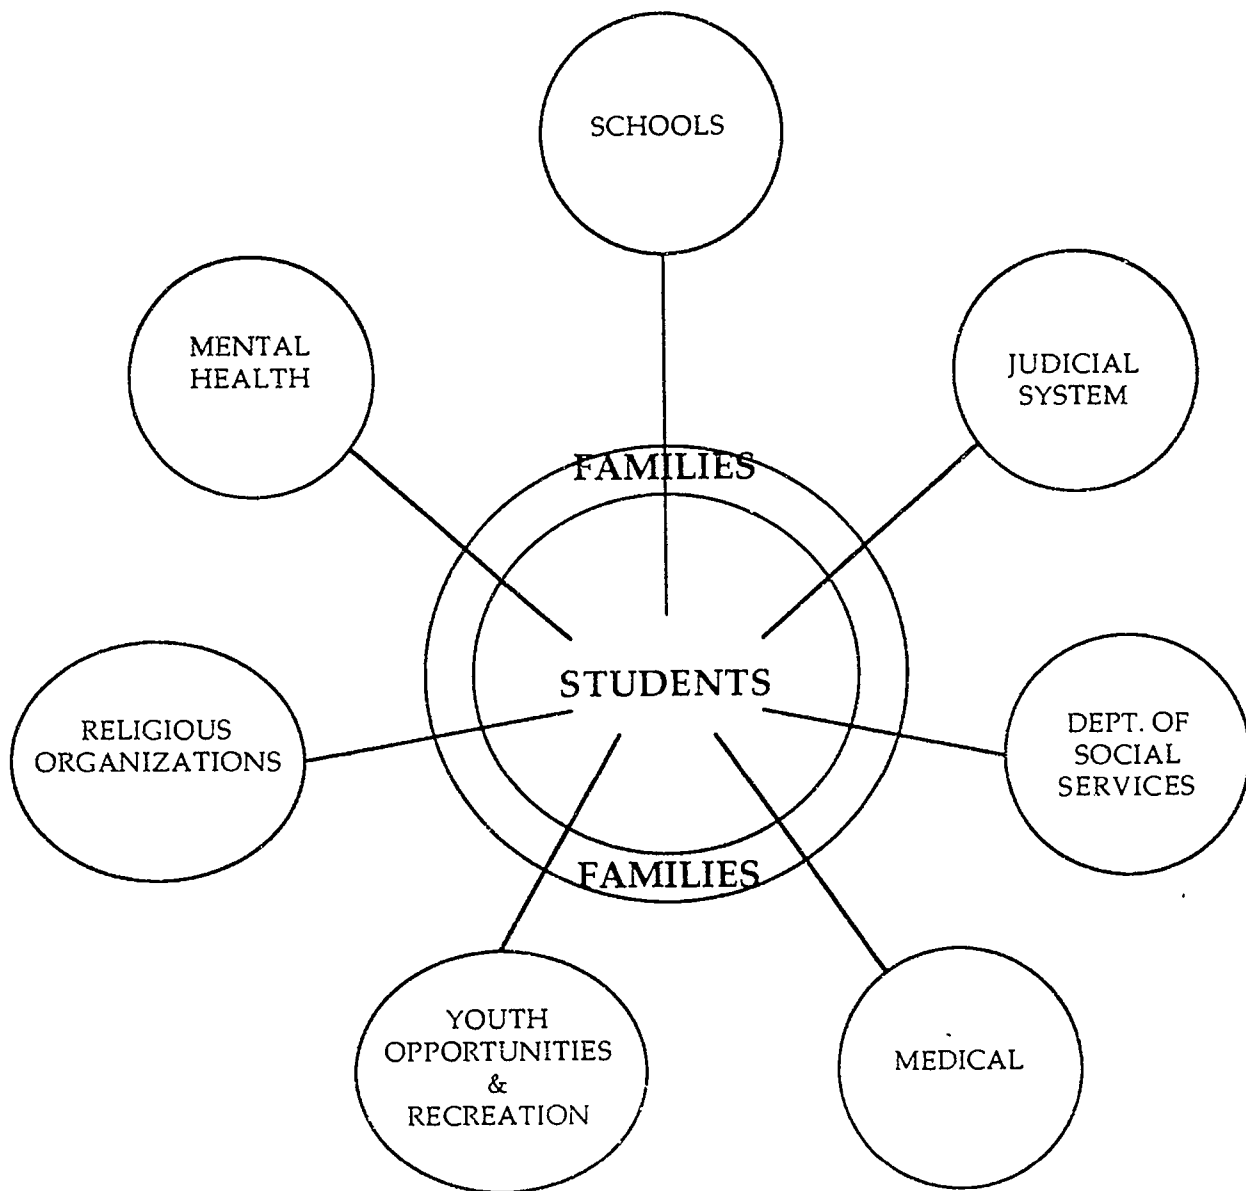 SCHOOLS
MENTAL
HEALTH
JUDICIAL
SYSTEM
FAMILIES
STUDENTS
RELIGIOUS
ORGANIZATIONS
DEPT. OF
SOCIAL
SERVICES
FAMILIES
YOUTH
OPPORTUNITIES
&
RECREATION
MEDICAL